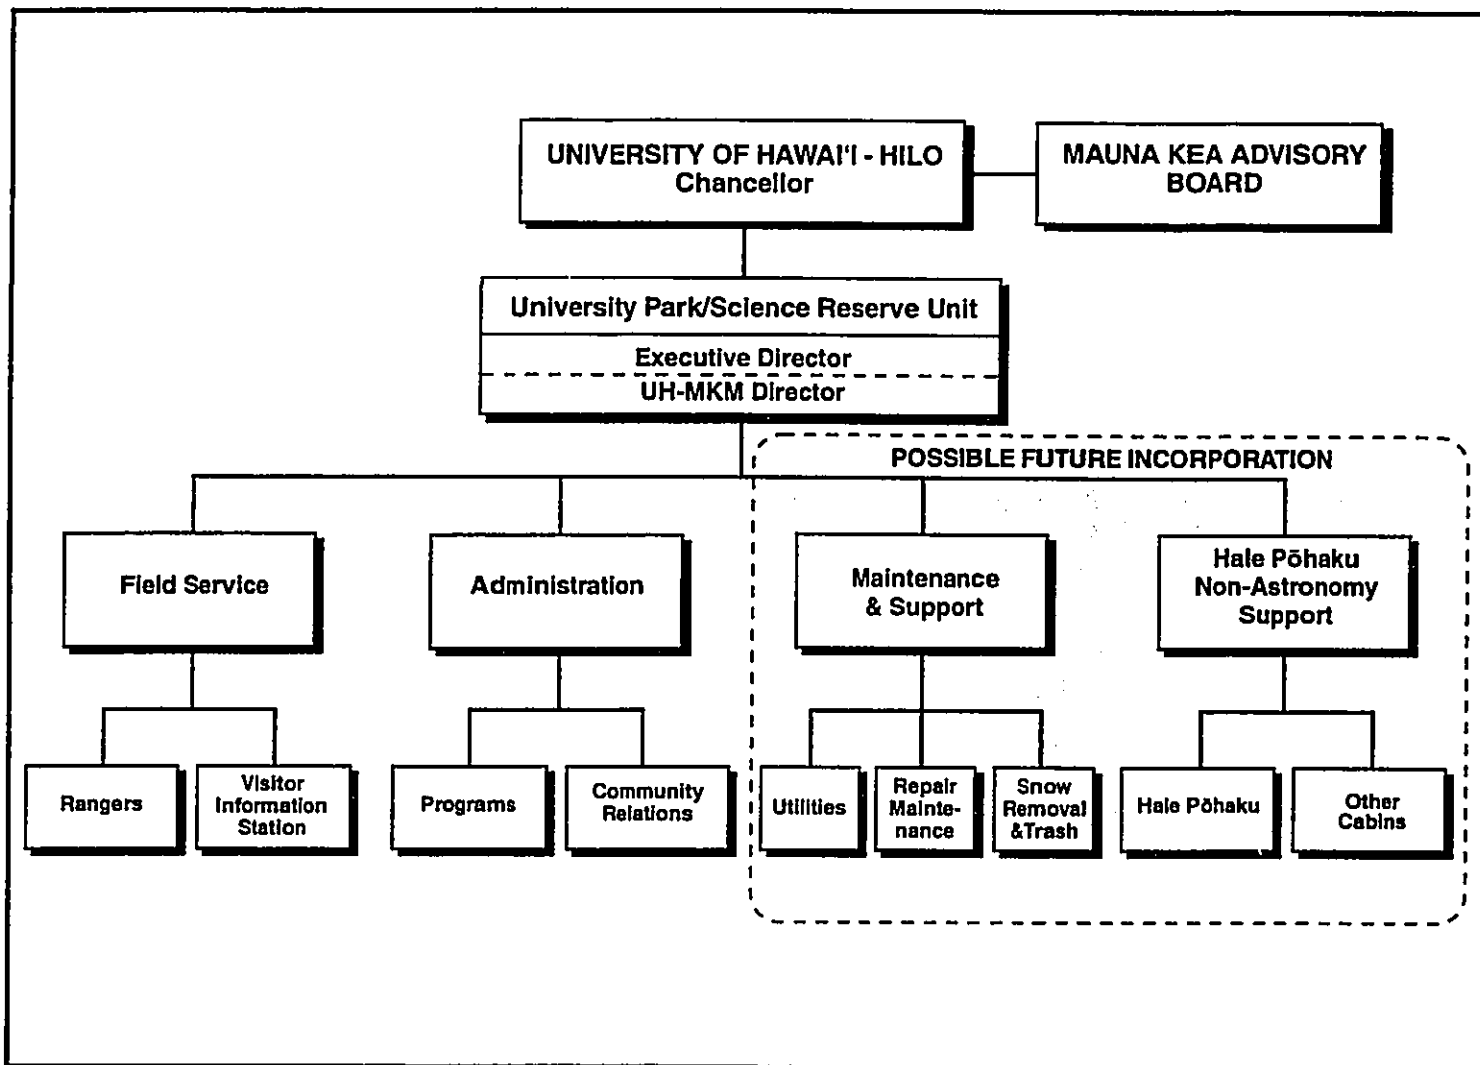 UNIVERSITY OF HAWAI'I - HILO
Chancellor
MAUNA KEA ADVISORY
BOARD
University Park/Science Reserve Unit
Executive Director
UH-MKM Director
POSSIBLE FUTURE INCORPORATION
Field Service
Administration
Maintenance
& Support
Hale Pōhaku
Non-Astronomy
Support
Rangers
Visitor
Information
Station
Programs
Community
Relations
Utilities
Repair
Mainte-
nance
Snow
Removal
&Trash
Hale Pōhaku
Other
Cabins